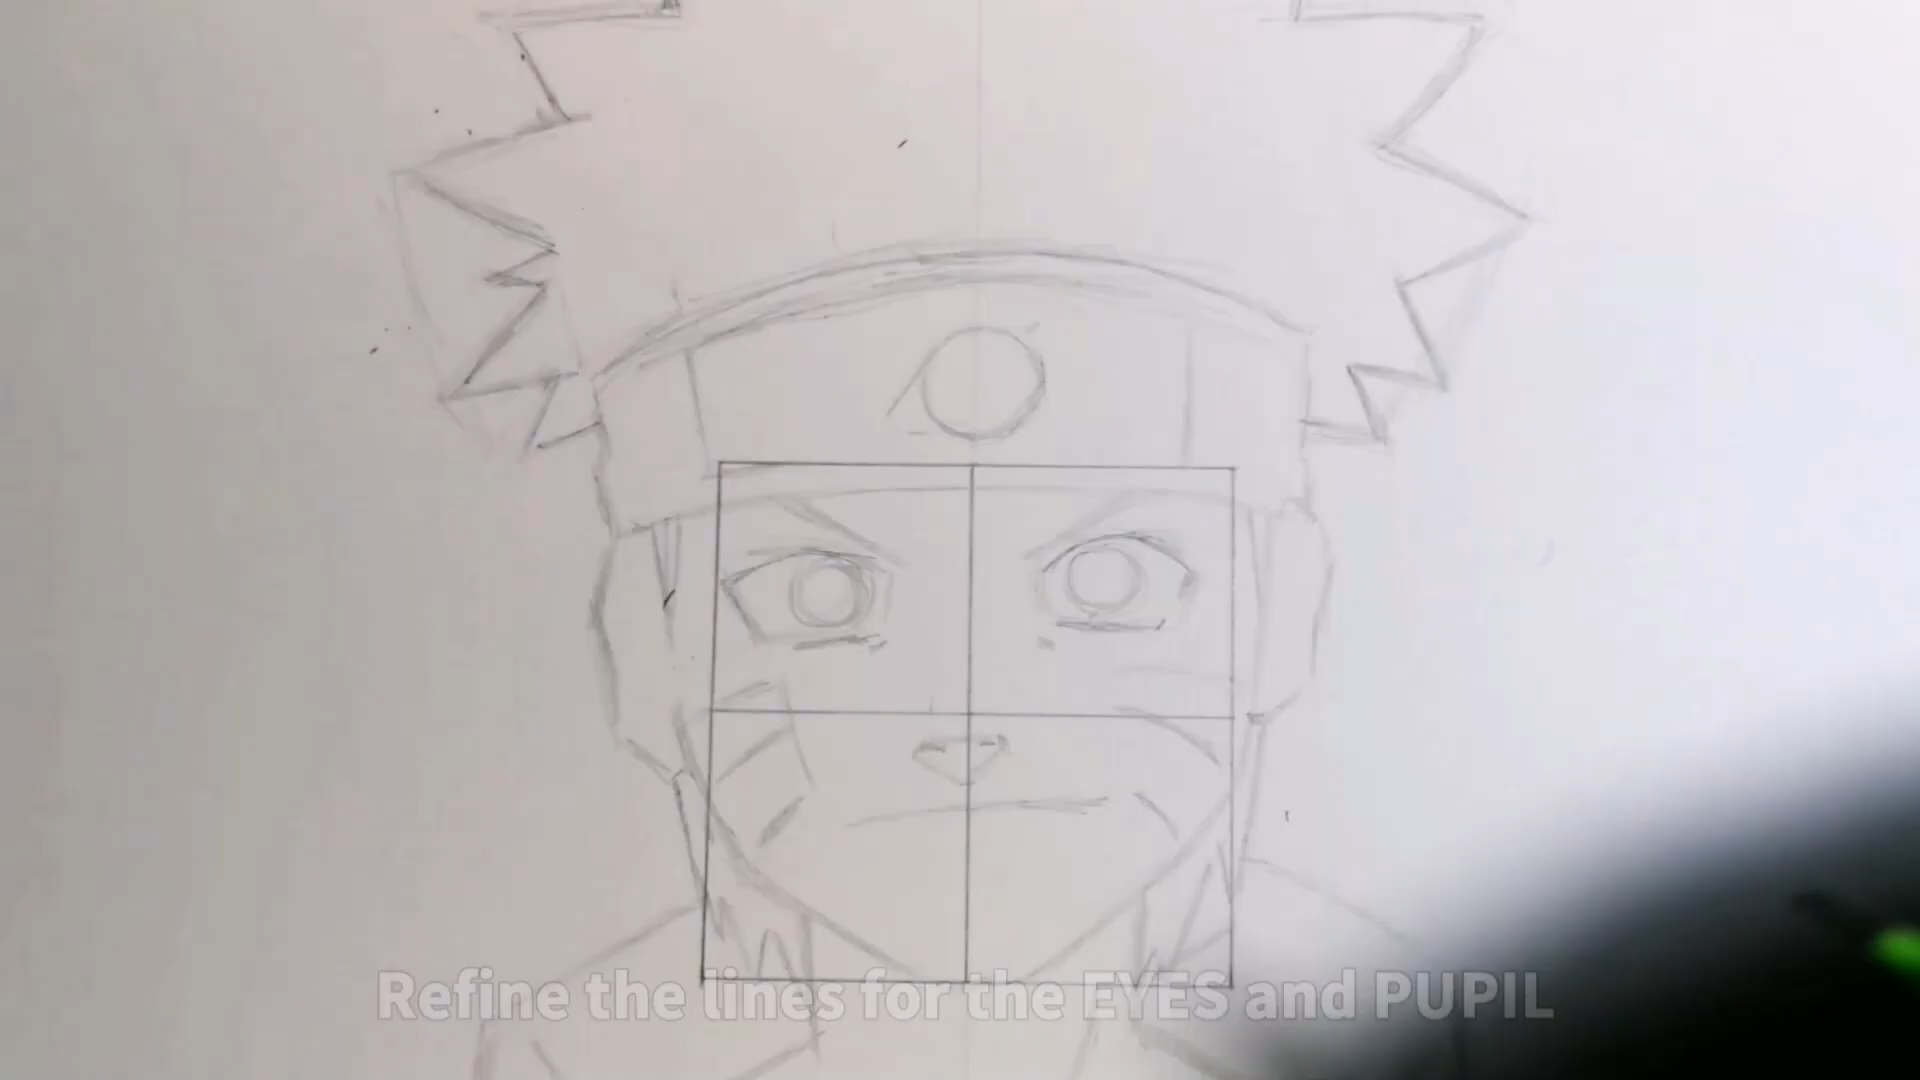 Refine the lines for the EYES and PUPIL